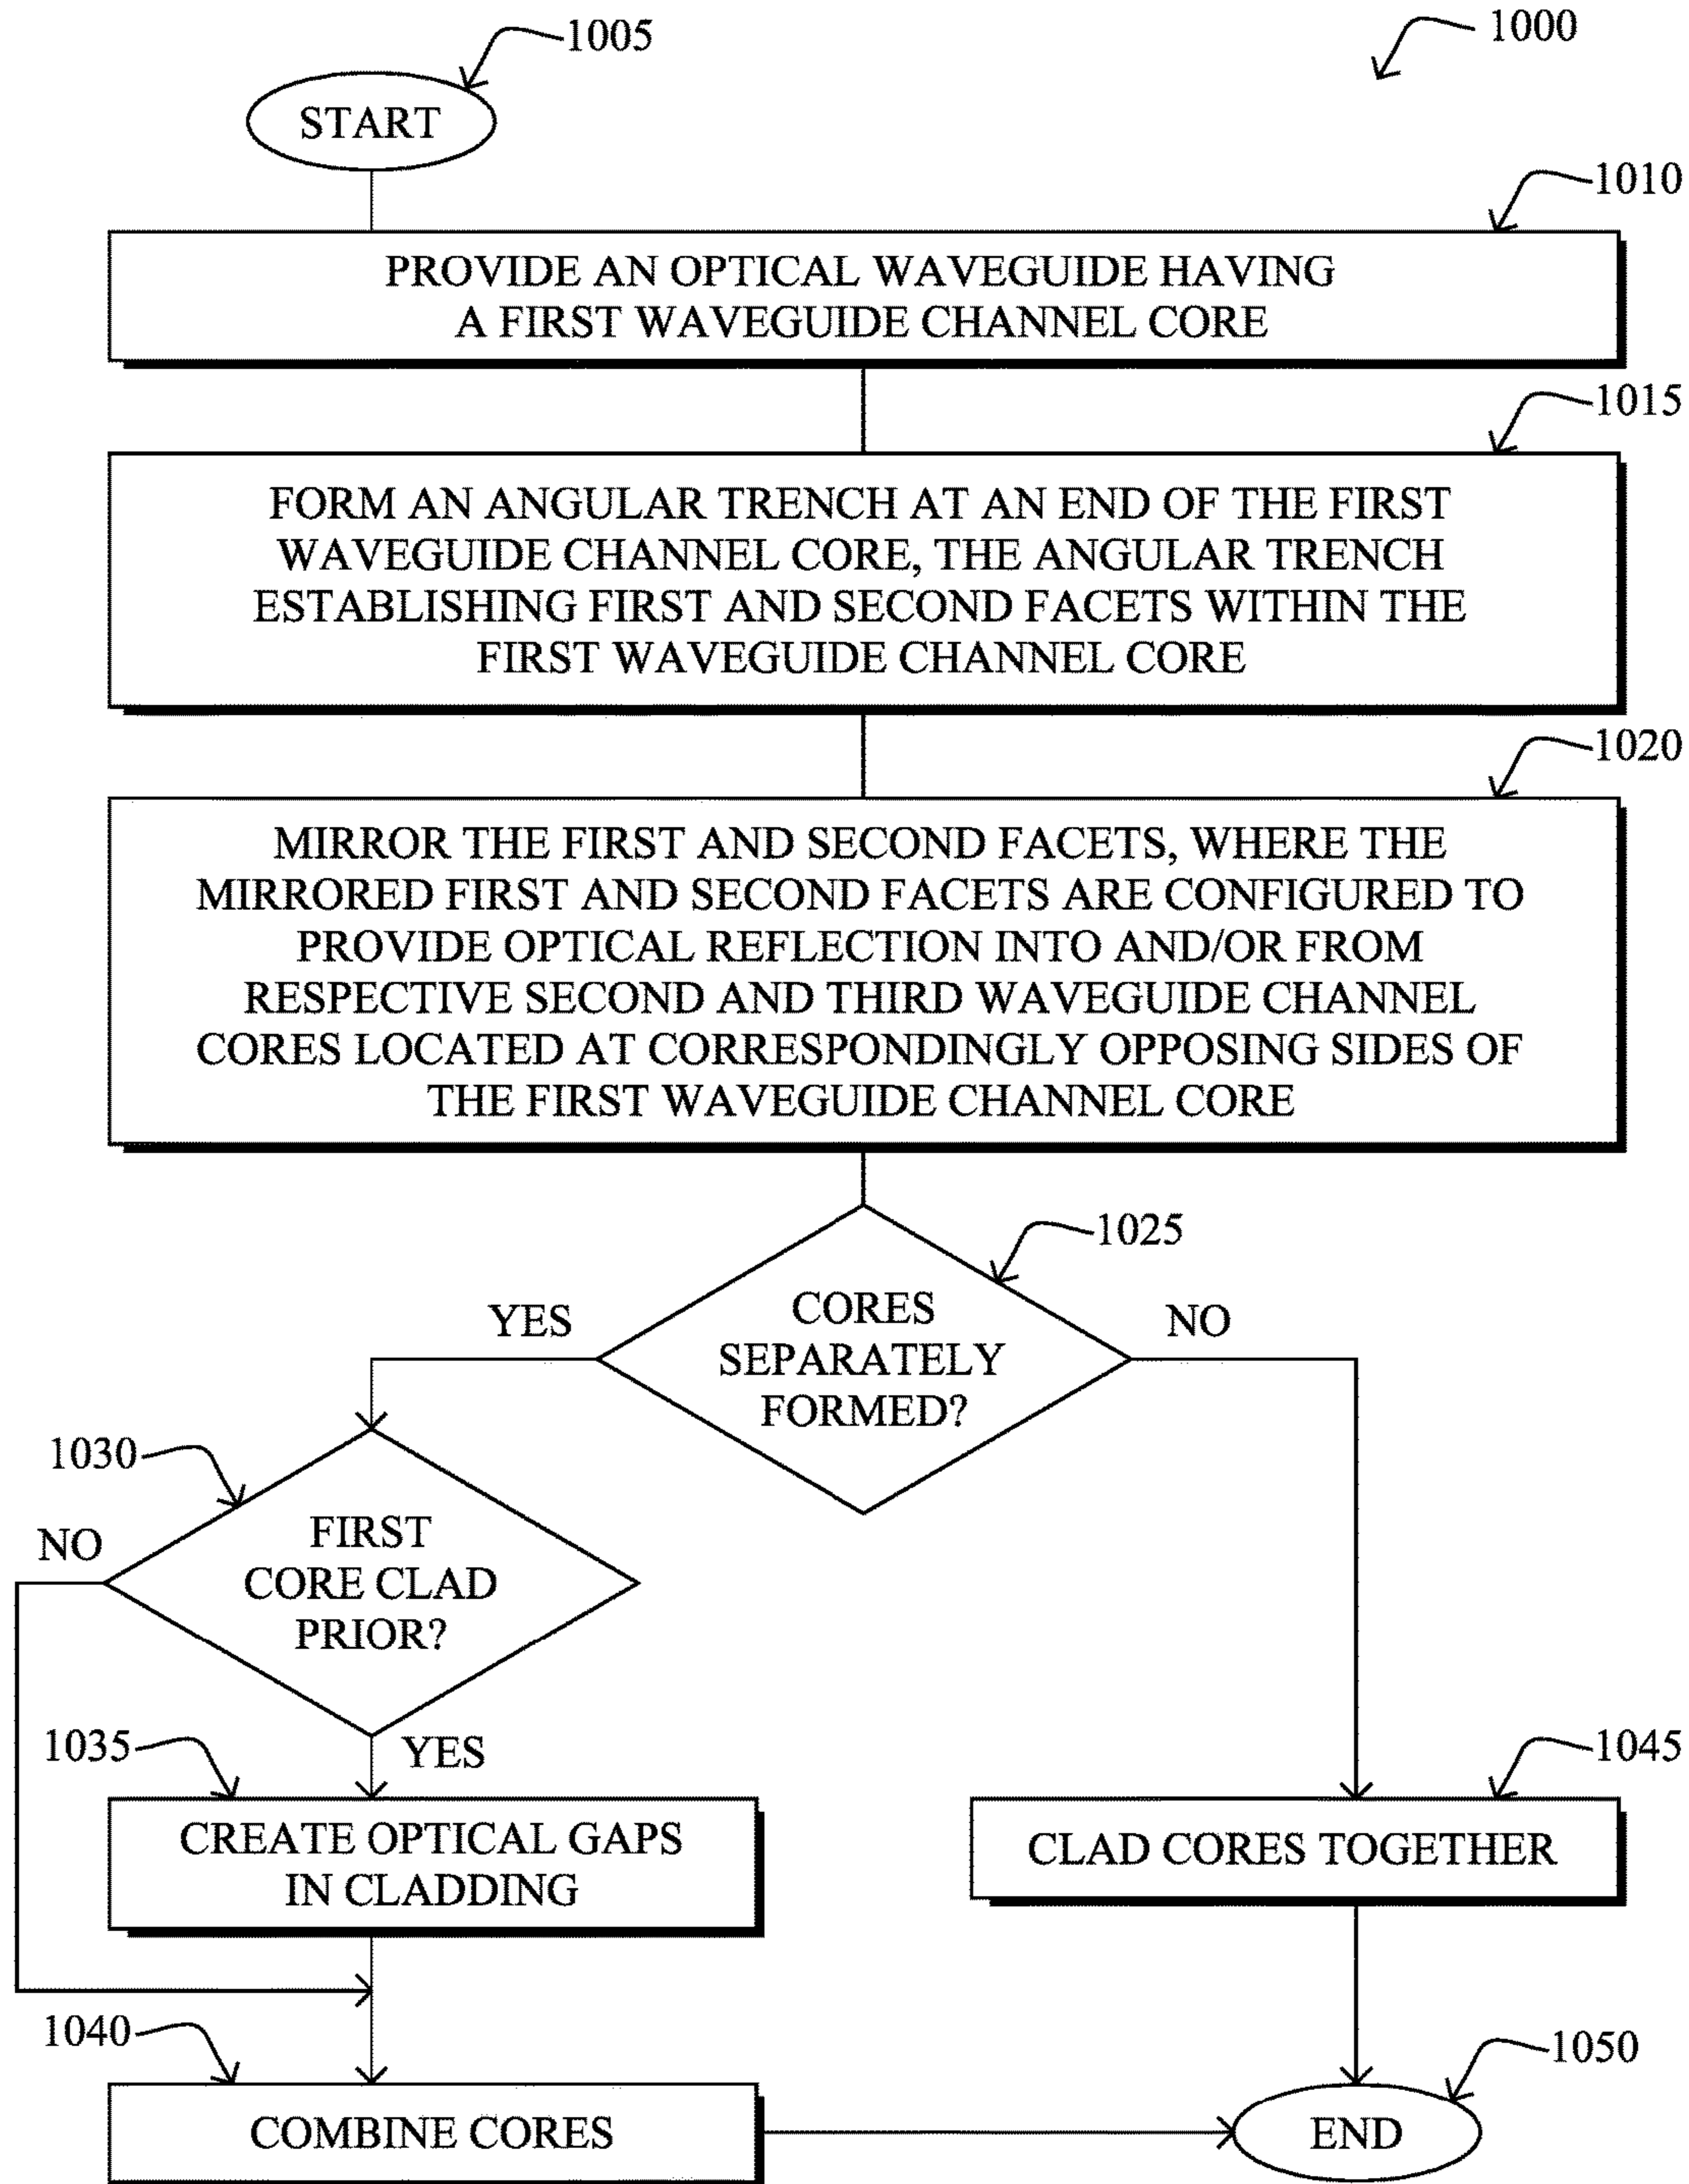 1005
1000
START
1010
PROVIDE AN OPTICAL WAVEGUIDE HAVING
A FIRST WAVEGUIDE CHANNEL CORE
1015
FORM AN ANGULAR TRENCH AT AN END OF THE FIRST
WAVEGUIDE CHANNEL CORE, THE ANGULAR TRENCH
ESTABLISHING FIRST AND SECOND FACETS WITHIN THE
FIRST WAVEGUIDE CHANNEL CORE
1020
MIRROR THE FIRST AND SECOND FACETS, WHERE THE
MIRRORED FIRST AND SECOND FACETS ARE CONFIGURED TO
PROVIDE OPTICAL REFLECTION INTO AND/OR FROM
RESPECTIVE SECOND AND THIRD WAVEGUIDE CHANNEL
CORES LOCATED AT CORRESPONDINGLY OPPOSING SIDES OF
THE FIRST WAVEGUIDE CHANNEL CORE
1025
YES
CORES
SEPARATELY
FORMED?
NO
1030
NO
FIRST
CORE CLAD
PRIOR?
1035
YES
1045
CREATE OPTICAL GAPS
IN CLADDING
CLAD CORES TOGETHER
1040
1050
COMBINE CORES
END